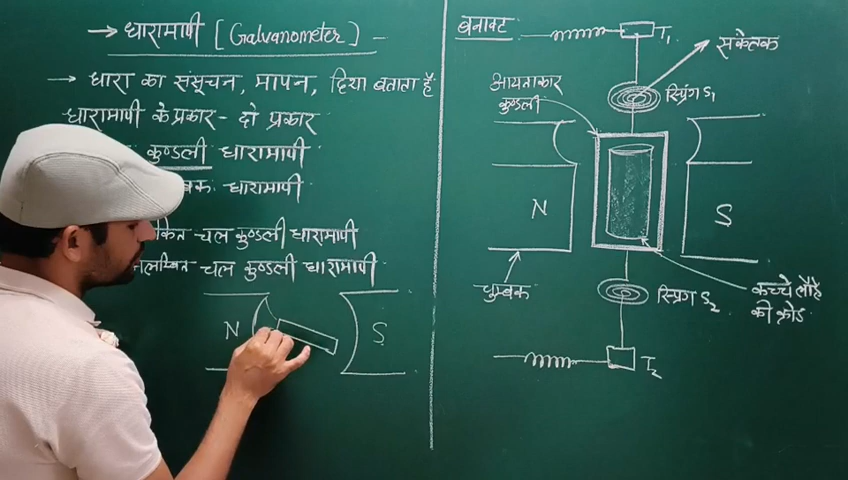 → धारामापी [Galvanometer] -
→ धारा का संसूचन, मापन, दिशा बताता है
धारामापी के प्रकार - दो प्रकार
कुण्डली धारामापी
धारामापी
चल कुण्डली धारामापी
चल कुण्डली धारामापी
N S
बनावट
T₁
संकेतक
आयताकार
कुण्डली
स्प्रिंग S₁
N S
चुम्बक
स्प्रिंग S₂
कच्चे लौहे
की क्रोड
T₂